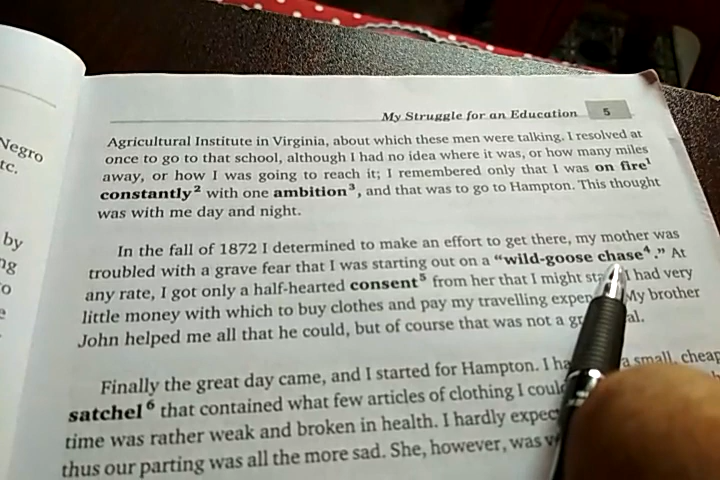 Negro
tc.
by
ng
My Struggle for an Education 5
Agricultural Institute in Virginia, about which these men were talking. I resolved at
once to go to that school, although I had no idea where it was, or how many miles
away, or how I was going to reach it; I remembered only that I was on fire¹
constantly² with one ambition³, and that was to go to Hampton. This thought
was with me day and night.
In the fall of 1872 I determined to make an effort to get there, my mother was
troubled with a grave fear that I was starting out on a “wild-goose chase⁴.” At
any rate, I got only a half-hearted consent⁵ from her that I might sta I had very
little money with which to buy clothes and pay my travelling expen My brother
John helped me all that he could, but of course that was not a gr al.
Finally the great day came, and I started for Hampton. I ha a small, cheap
satchel⁶ that contained what few articles of clothing I coul
time was rather weak and broken in health. I hardly expec
thus our parting was all the more sad. She, however, was